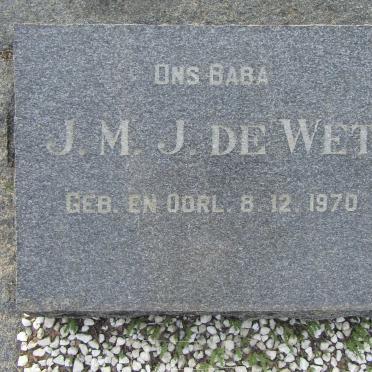 ONS BABA
J. M. J. DE WET
GEB. EN OORL. 8. 12. 1970